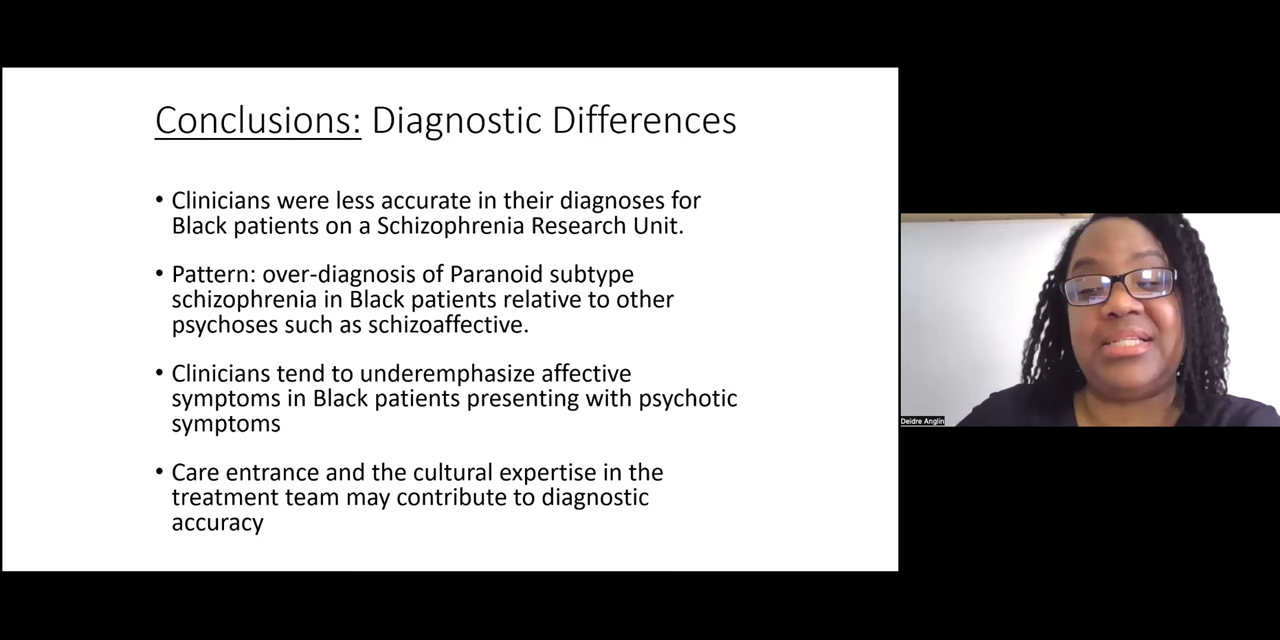 Conclusions: Diagnostic Differences
• Clinicians were less accurate in their diagnoses for
Black patients on a Schizophrenia Research Unit.
• Pattern: over-diagnosis of Paranoid subtype
schizophrenia in Black patients relative to other
psychoses such as schizoaffective.
• Clinicians tend to underemphasize affective
symptoms in Black patients presenting with psychotic
symptoms
• Care entrance and the cultural expertise in the
treatment team may contribute to diagnostic
accuracy
Deidre Anglin